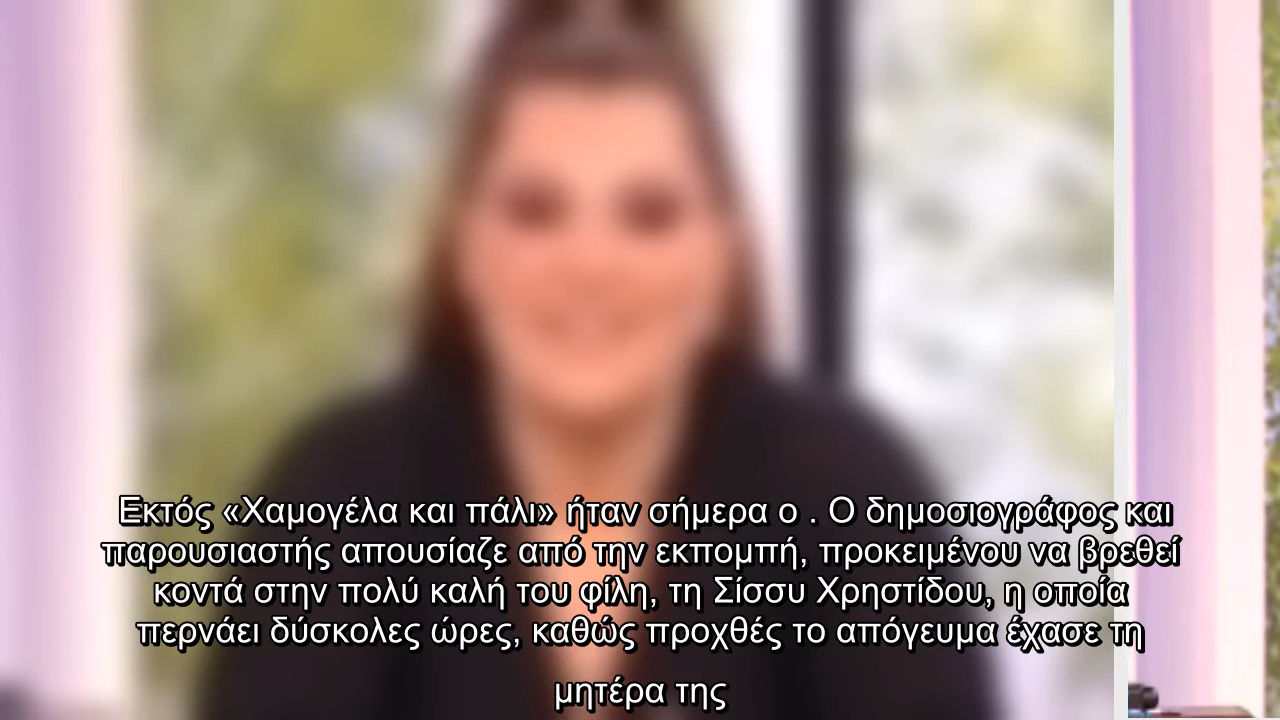 Εκτός «Χαμογέλα και πάλι» ήταν σήμερα ο . Ο δημοσιογράφος και
παρουσιαστής απουσίαζε από την εκπομπή, προκειμένου να βρεθεί
κοντά στην πολύ καλή του φίλη, τη Σίσσυ Χρηστίδου, η οποία
περνάει δύσκολες ώρες, καθώς προχθές το απόγευμα έχασε τη
μητέρα της